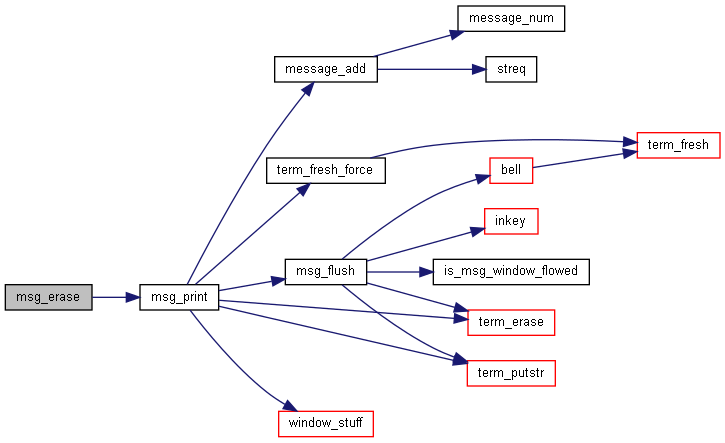 message_num
message_add
streq
term_fresh
term_fresh_force
bell
inkey
msg_flush
is_msg_window_flowed
msg_erase
msg_print
term_erase
term_putstr
window_stuff